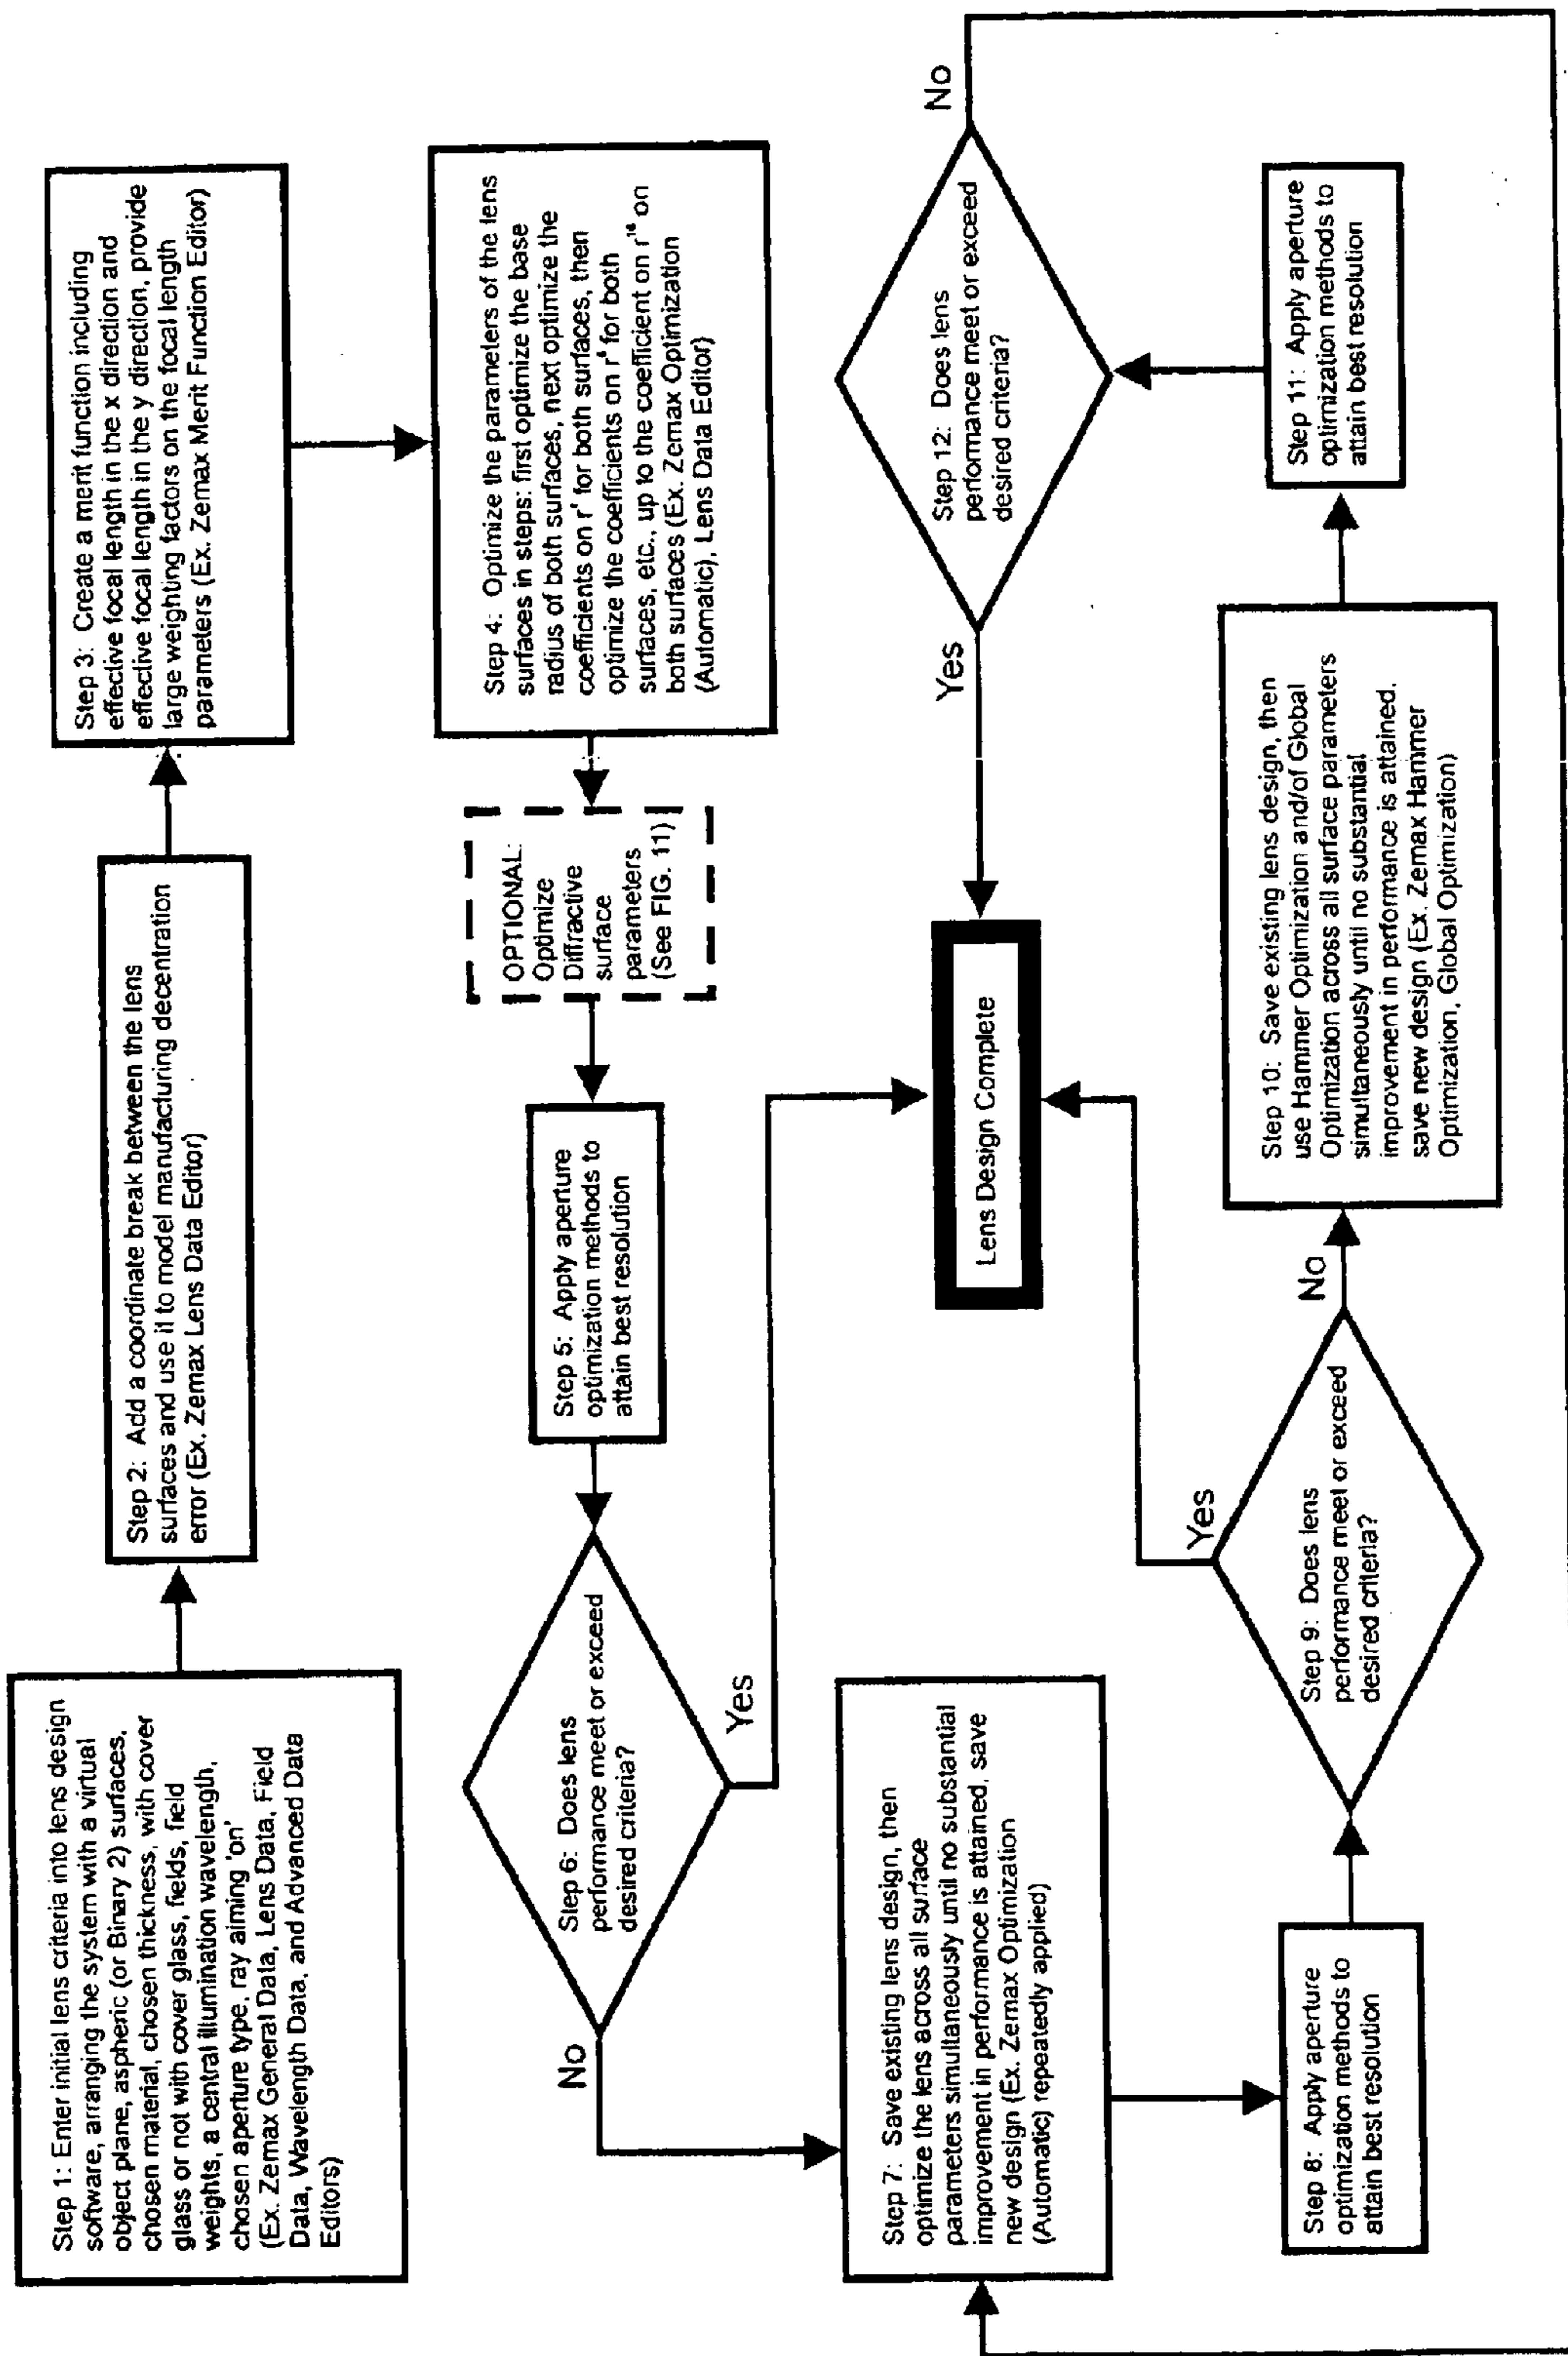 Step 1: Enter initial lens criteria into lens design
software, arranging the system with a virtual
object plane, aspheric (or Binary 2) surfaces,
chosen material, chosen thickness, with cover
glass or not with cover glass, fields, field
weights, a central illumination wavelength,
chosen aperture type, ray aiming 'on'
(Ex. Zemax General Data, Lens Data, Field
Data, Wavelength Data, and Advanced Data
Editors)
Step 2: Add a coordinate break between the lens
surfaces and use it to model manufacturing decentration
error (Ex. Zemax Lens Data Editor)
Step 3: Create a merit function including
effective focal length in the x direction and
effective focal length in the y direction, provide
large weighting factors on the focal length
parameters (Ex. Zemax Merit Function Editor)
Step 4: Optimize the parameters of the lens
surfaces in steps: first optimize the base
radius of both surfaces, next optimize the
coefficients on for both surfaces, then
optimize the coefficients on for both
surfaces, etc., up to the coefficient on on
both surfaces (Ex. Zemax Optimization
(Automatic), Lens Data Editor)
OPTIONAL:
Optimize
Diffractive
surface
parameters
(See FIG. 11)
Step 5: Apply aperture
optimization methods to
attain best resolution
Step 6: Does lens
performance meet or exceed
desired criteria?
Yes
No
Step 7: Save existing lens design, then
optimize the lens across all surface
parameters simultaneously until no substantial
improvement in performance is attained, save
new design (Ex. Zemax Optimization
(Automatic) repeatedly applied)
Step 8: Apply aperture
optimization methods to
attain best resolution
Step 9: Does lens
performance meet or exceed
desired criteria?
Yes
No
Lens Design Complete
Step 10: Save existing lens design, then
use Hammer Optimization and/of Global
Optimization across all surface parameters
simultaneously until no substantial
improvement in performance is attained.
save new design (Ex. Zemax Hammer
Optimization, Global Optimization)
Step 11: Apply aperture
optimization methods to
attain best resolution
Step 12: Does lens
performance meet or exceed
desired criteria?
Yes
No